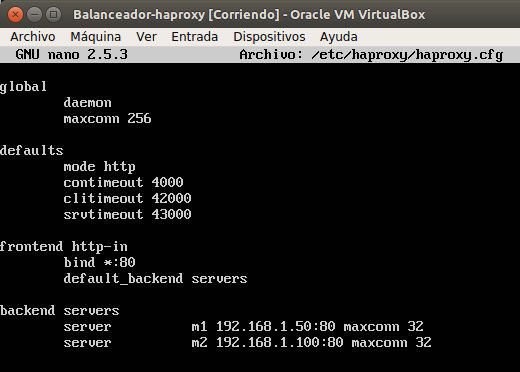 Balanceador-haproxy [Corriendo] - Oracle VM VirtualBox
Archivo Máquina Ver Entrada Dispositivos Ayuda
GNU nano 2.5.3 Archivo: /etc/haproxy/haproxy.cfg
global
daemon
maxconn 256
defaults
mode http
contimeout 4000
clitimeout 42000
srvtimeout 43000
frontend http-in
bind *:80
default_backend servers
backend servers
server m1 192.168.1.50:80 maxconn 32
server m2 192.168.1.100:80 maxconn 32